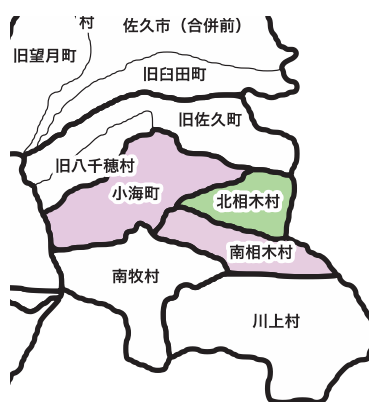 村
佐久市（合併前）
旧望月町
旧臼田町
旧佐久町
旧八千穂村
小海町
北相木村
南相木村
南牧村
川上村